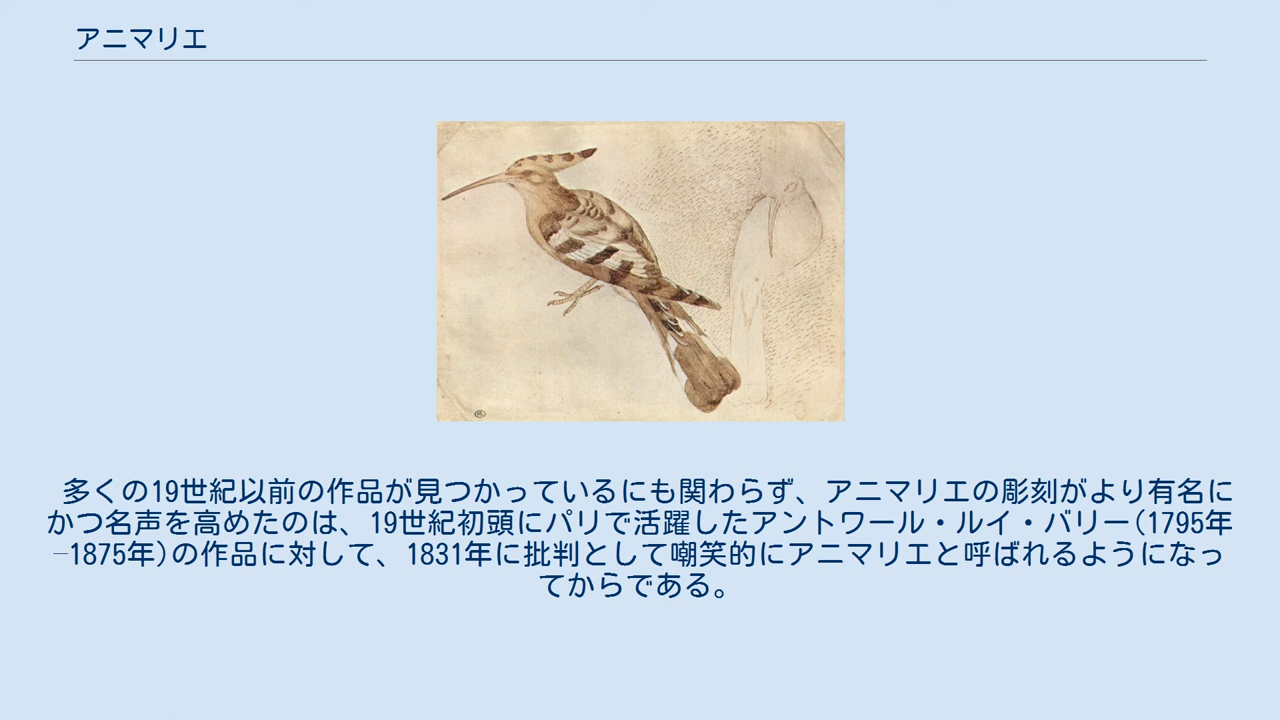 アニマリエ
多くの19世紀以前の作品が見つかっているにも関わらず、アニマリエの彫刻がより有名に
かつ名声を高めたのは、19世紀初頭にパリで活躍したアントワール・ルイ・バリー(1795年
–1875年)の作品に対して、1831年に批判として嘲笑的にアニマリエと呼ばれるようになっ
てからである。